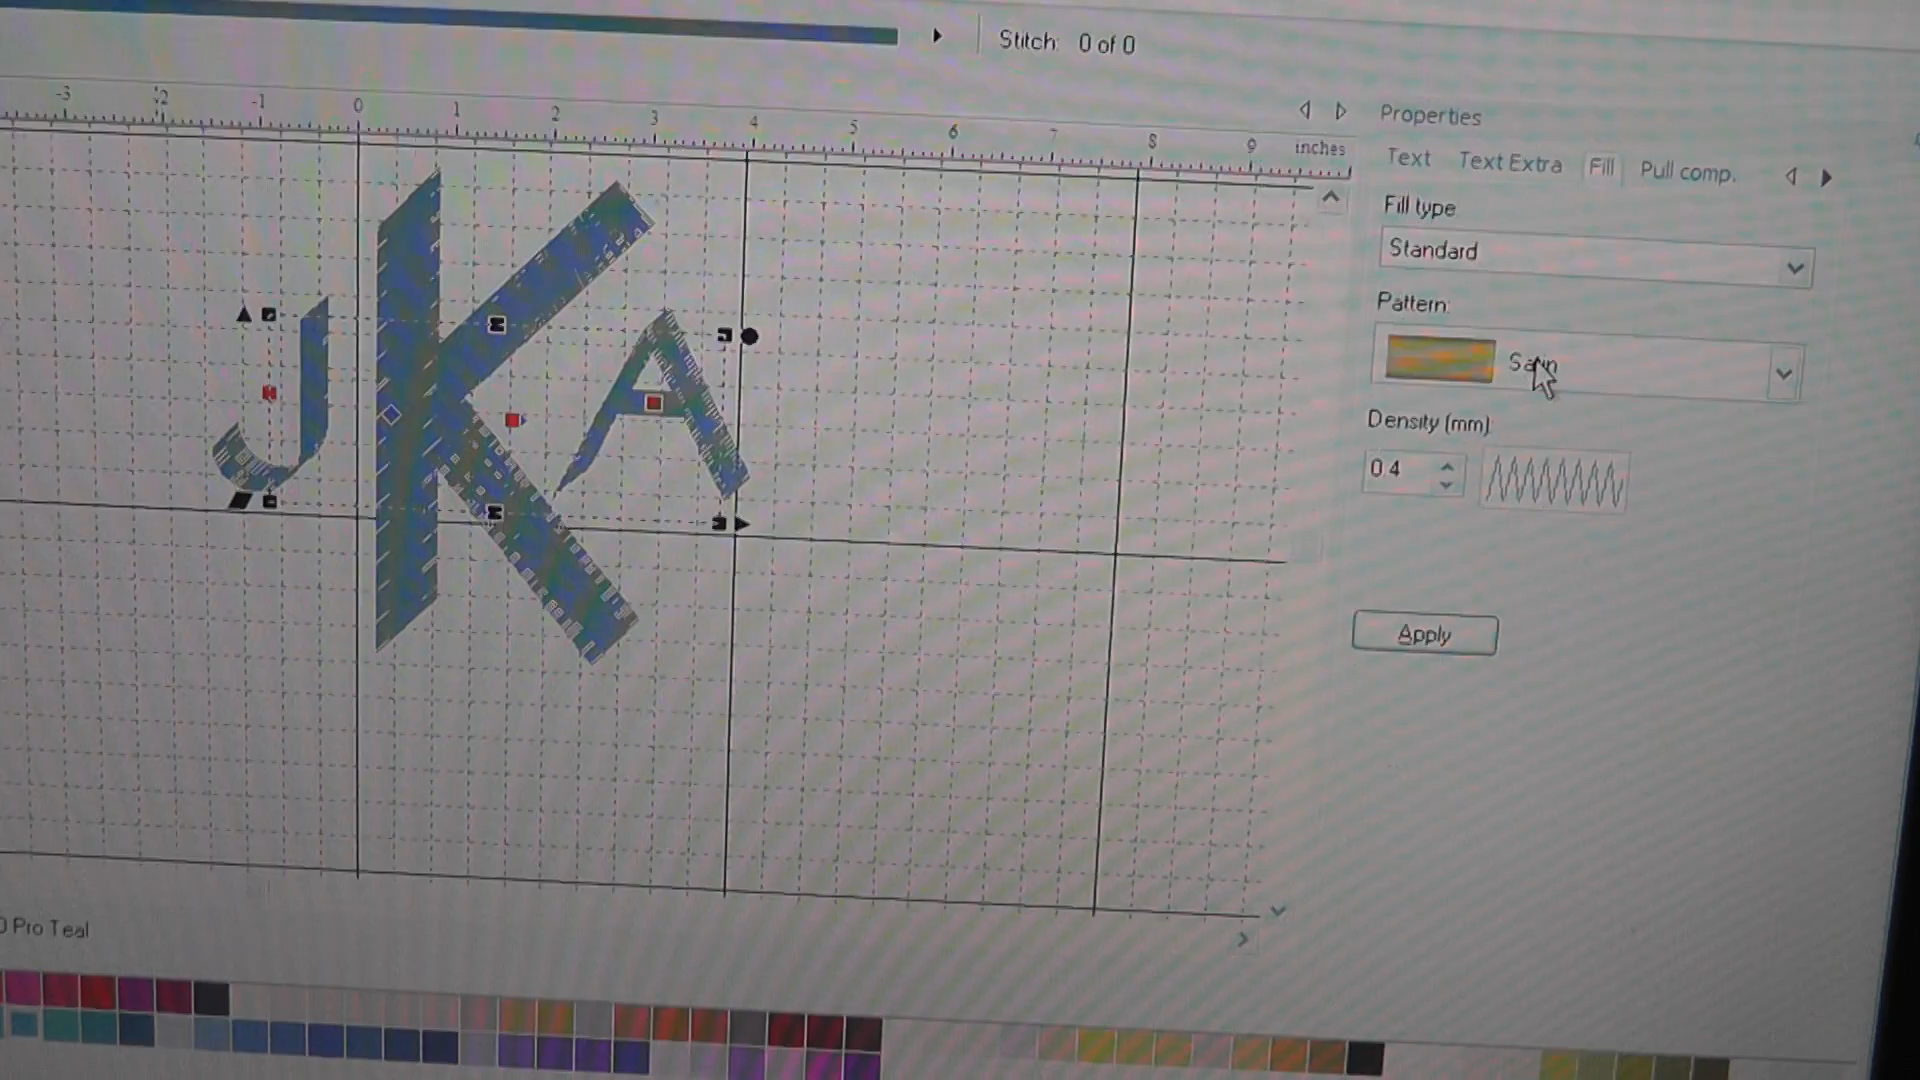 Stitch: 0 of 0
-3 -2 -1 0 1 2 3 4 5 6 7 8 9 inches
Properties
Text Text Extra Fill Pull comp.
Fill type
Standard
Pattern:
Satin
Density (mm)
0.4
Apply
JKA
Pro Teal